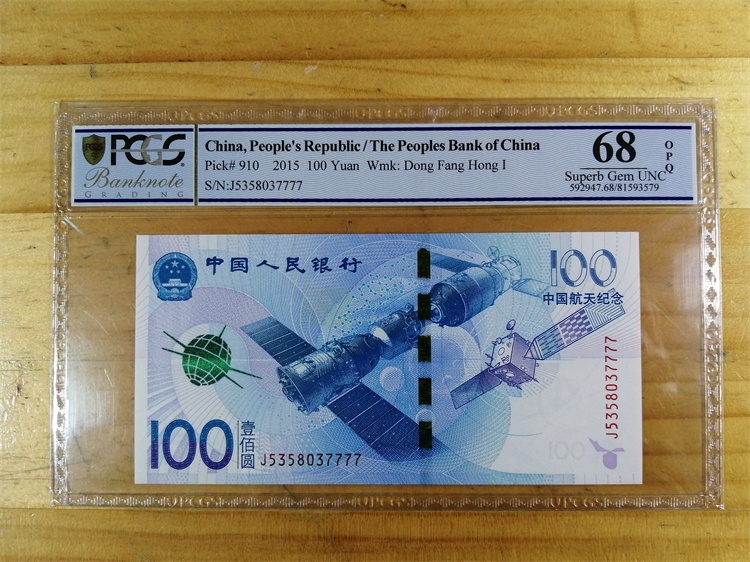 PCGS
PCGS
Banknote
GRADING
China, People's Republic / The Peoples Bank of China
Pick# 910 2015 100 Yuan Wmk: Dong Fang Hong I
S/N:J5358037777
68
OPQ
Superb Gem UNC
592947.68/81593579
中国人民银行
100
中国航天纪念
J5358037777
100
壹佰圆
J5358037777
100